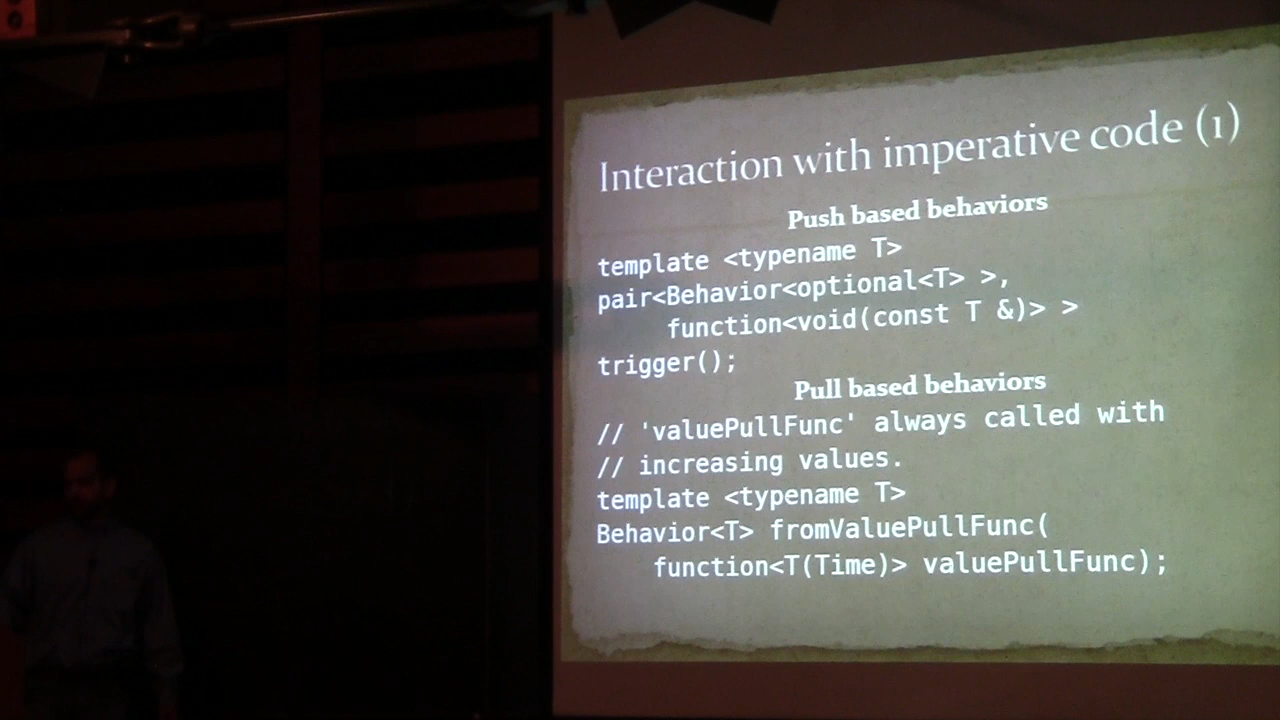 Interaction with imperative code (1)
Push based behaviors
template <typename T>
pair<Behavior<optional<T> >,
function<void(const T &)> >
trigger();
Pull based behaviors
// 'valuePullFunc' always called with
// increasing values.
template <typename T>
Behavior<T> fromValuePullFunc(
function<T(Time)> valuePullFunc);